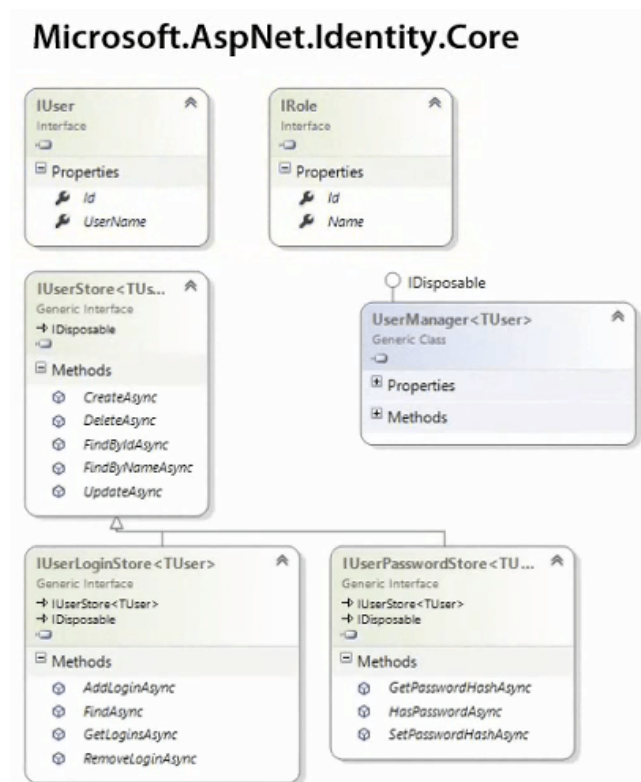 Microsoft.AspNet.Identity.Core
IUser
Interface
Properties
Id
UserName
IRole
Interface
Properties
Id
Name
IUserStore<TUs...
Generic Interface
IDisposable
Methods
CreateAsync
DeleteAsync
FindByIdAsync
FindByNameAsync
UpdateAsync
IDisposable
UserManager<TUser>
Generic Class
Properties
Methods
IUserLoginStore<TUser>
Generic Interface
IUserStore<TUser>
IDisposable
Methods
AddLoginAsync
FindAsync
GetLoginsAsync
RemoveLoginAsync
IUserPasswordStore<TU...
Generic Interface
IUserStore<TUser>
IDisposable
Methods
GetPasswordHashAsync
HasPasswordAsync
SetPasswordHashAsync